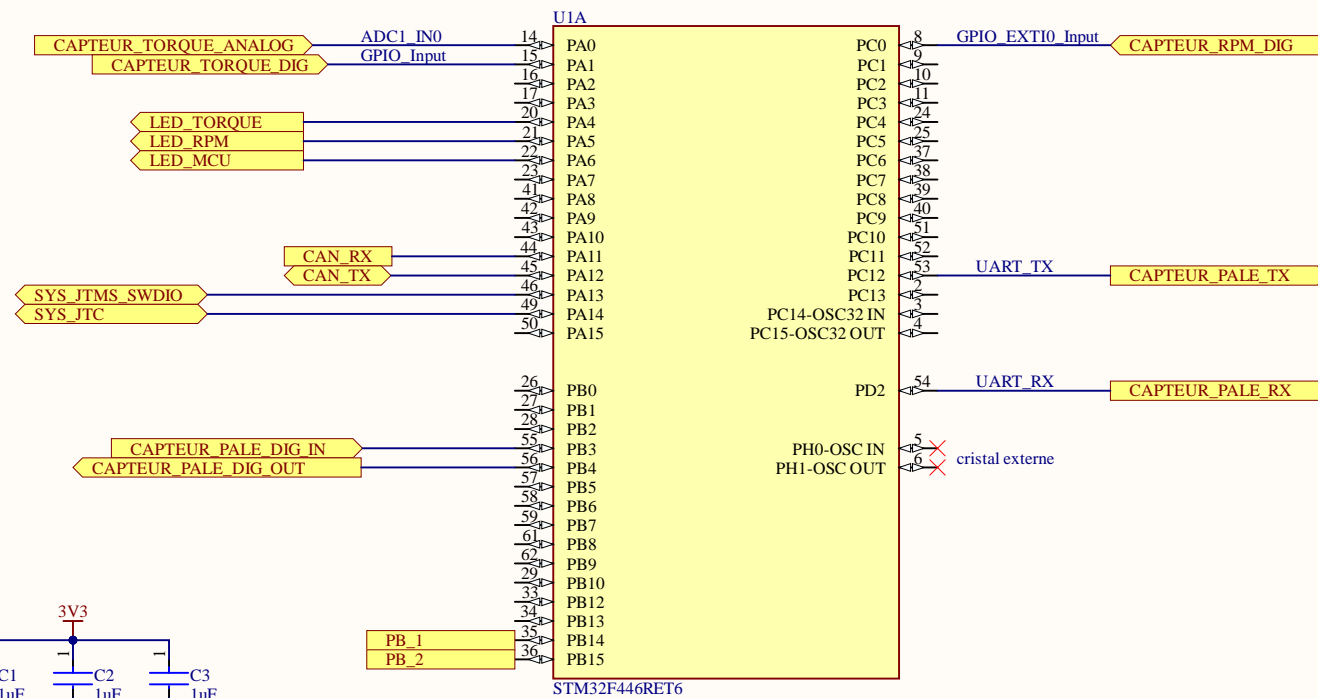 U1A
CAPTEUR_TORQUE_ANALOG ADC1_IN0 14 PA0 PC0 8 GPIO_EXTI0_Input CAPTEUR_RPM_DIG
CAPTEUR_TORQUE_DIG GPIO_Input 15 PA1 PC1 9
16 PA2 PC2 10
17 PA3 PC3 11
LED_TORQUE 20 PA4 PC4 24
LED_RPM 21 PA5 PC5 25
LED_MCU 22 PA6 PC6 37
23 PA7 PC7 38
41 PA8 PC8 39
42 PA9 PC9 40
43 PA10 PC10 51
CAN_RX 44 PA11 PC11 52
CAN_TX 45 PA12 PC12 53 UART_TX CAPTEUR_PALE_TX
SYS_JTMS_SWDIO 46 PA13 PC13 2
SYS_JTC 49 PA14 PC14-OSC32 IN 3
50 PA15 PC15-OSC32 OUT 4
26 PB0 PD2 54 UART_RX CAPTEUR_PALE_RX
27 PB1
28 PB2
CAPTEUR_PALE_DIG_IN 55 PB3 PH0-OSC IN 5
CAPTEUR_PALE_DIG_OUT 56 PB4 PH1-OSC OUT 6 cristal externe
57 PB5
58 PB6
59 PB7
61 PB8
62 PB9
29 PB10
33 PB12
34 PB13
PB_1 35 PB14
PB_2 36 PB15
STM32F446RET6
3V3
1 1
C1 C2 C3
1uF 1uF 1uF